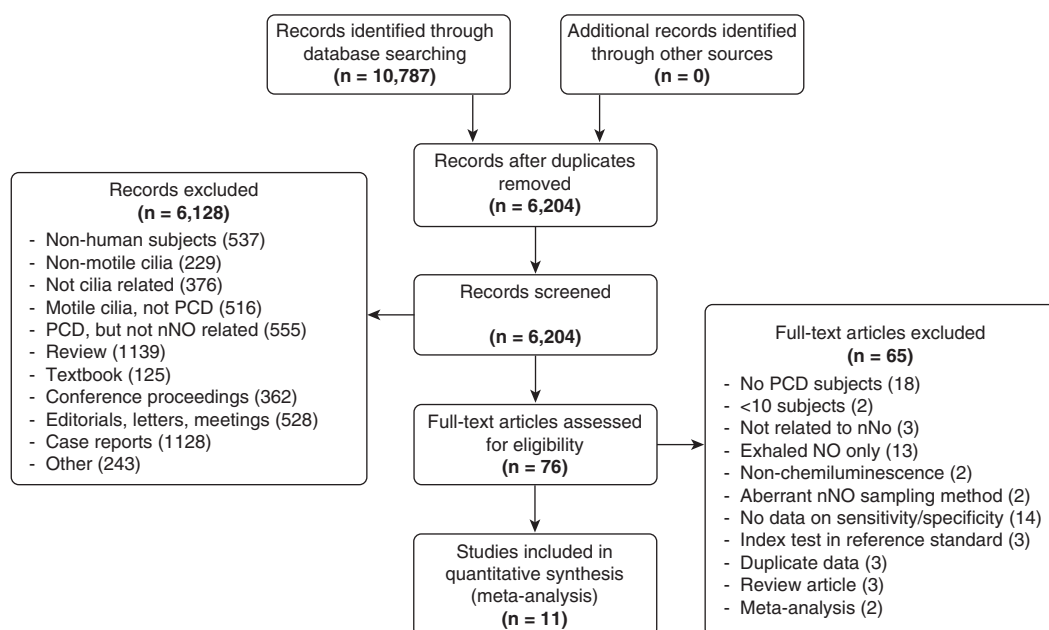 Records identified through
database searching
(n = 10,787)
Additional records identified
through other sources
(n = 0)
Records after duplicates
removed
(n = 6,204)
Records excluded
(n = 6,128)
- Non-human subjects (537)
- Non-motile cilia (229)
- Not cilia related (376)
- Motile cilia, not PCD (516)
- PCD, but not nNO related (555)
- Review (1139)
- Textbook (125)
- Conference proceedings (362)
- Editorials, letters, meetings (528)
- Case reports (1128)
- Other (243)
Records screened
(n = 6,204)
Full-text articles assessed
for eligibility
(n = 76)
Full-text articles excluded
(n = 65)
- No PCD subjects (18)
- <10 subjects (2)
- Not related to nNo (3)
- Exhaled NO only (13)
- Non-chemiluminescence (2)
- Aberrant nNO sampling method (2)
- No data on sensitivity/specificity (14)
- Index test in reference standard (3)
- Duplicate data (3)
- Review article (3)
- Meta-analysis (2)
Studies included in
quantitative synthesis
(meta-analysis)
(n = 11)